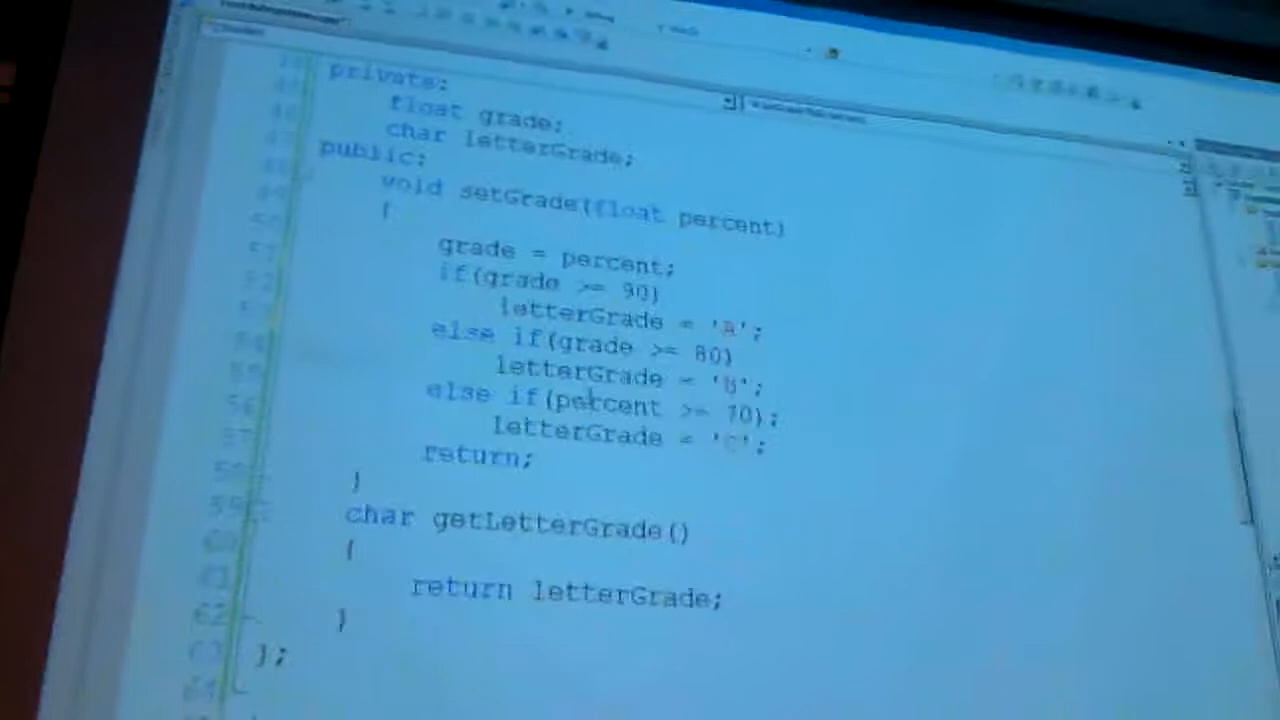 private:
float grade;
char letterGrade;
public:
void setGrade(float percent)
{
grade = percent;
if(grade >= 90)
letterGrade = 'A';
else if(grade >= 80)
letterGrade = 'B';
else if(percent >= 70);
letterGrade = 'C';
return;
}
char getLetterGrade()
{
return letterGrade;
}
};